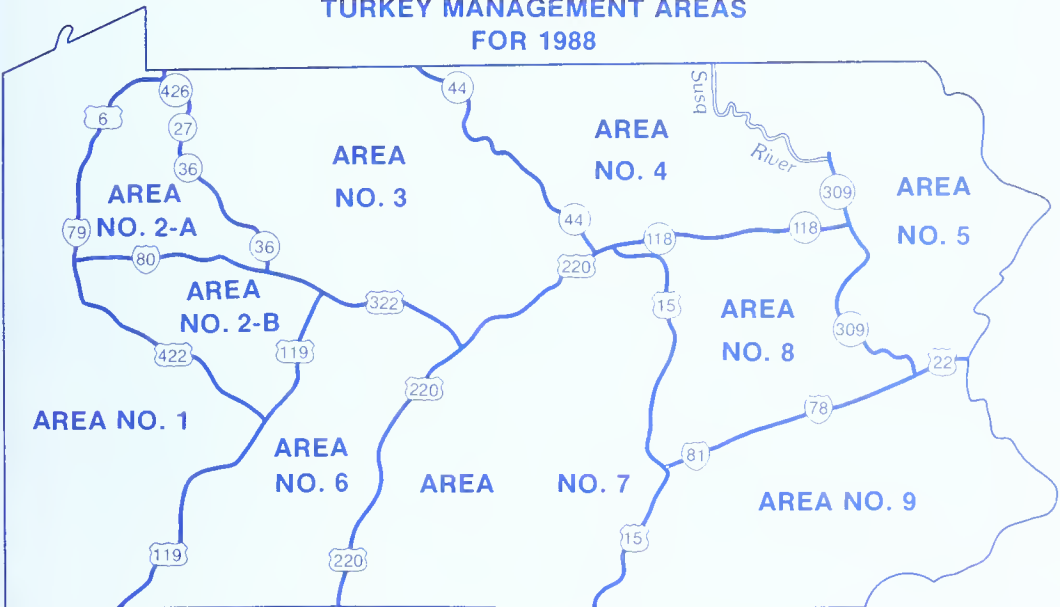 TURKEY MANAGEMENT AREAS
FOR 1988
426
6
27
36
79
AREA
NO. 2-A
36
80
AREA
NO. 3
44
44
AREA
NO. 4
Susq
River
309
AREA
NO. 5
118
118
220
AREA
NO. 2-B
322
422
119
15
AREA
NO. 8
309
22
220
78
AREA NO. 1
AREA
NO. 6
AREA NO. 7
81
AREA NO. 9
119
220
15